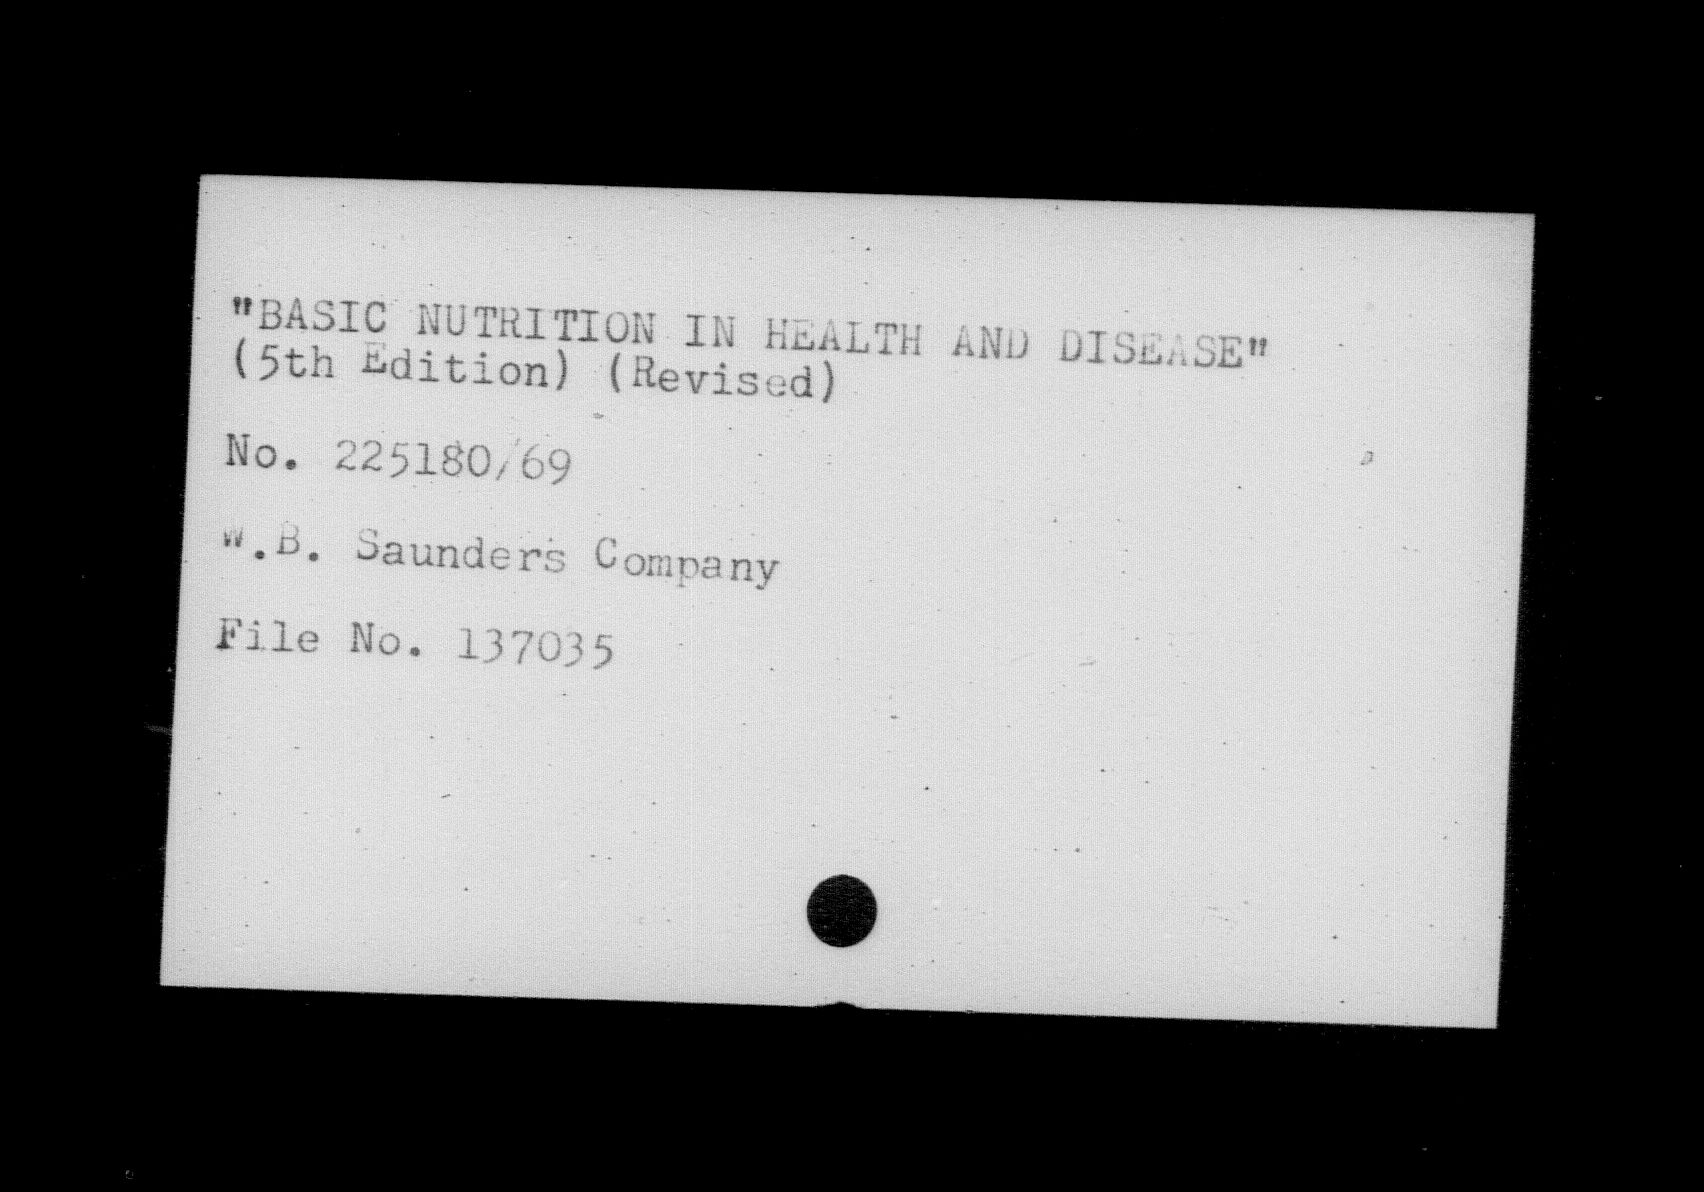 "BASIC NUTRITION IN HEALTH AND DISEASE"
(5th Edition) (Revised)
No. 225180/69
W.B. Saunders Company
File No. 137035